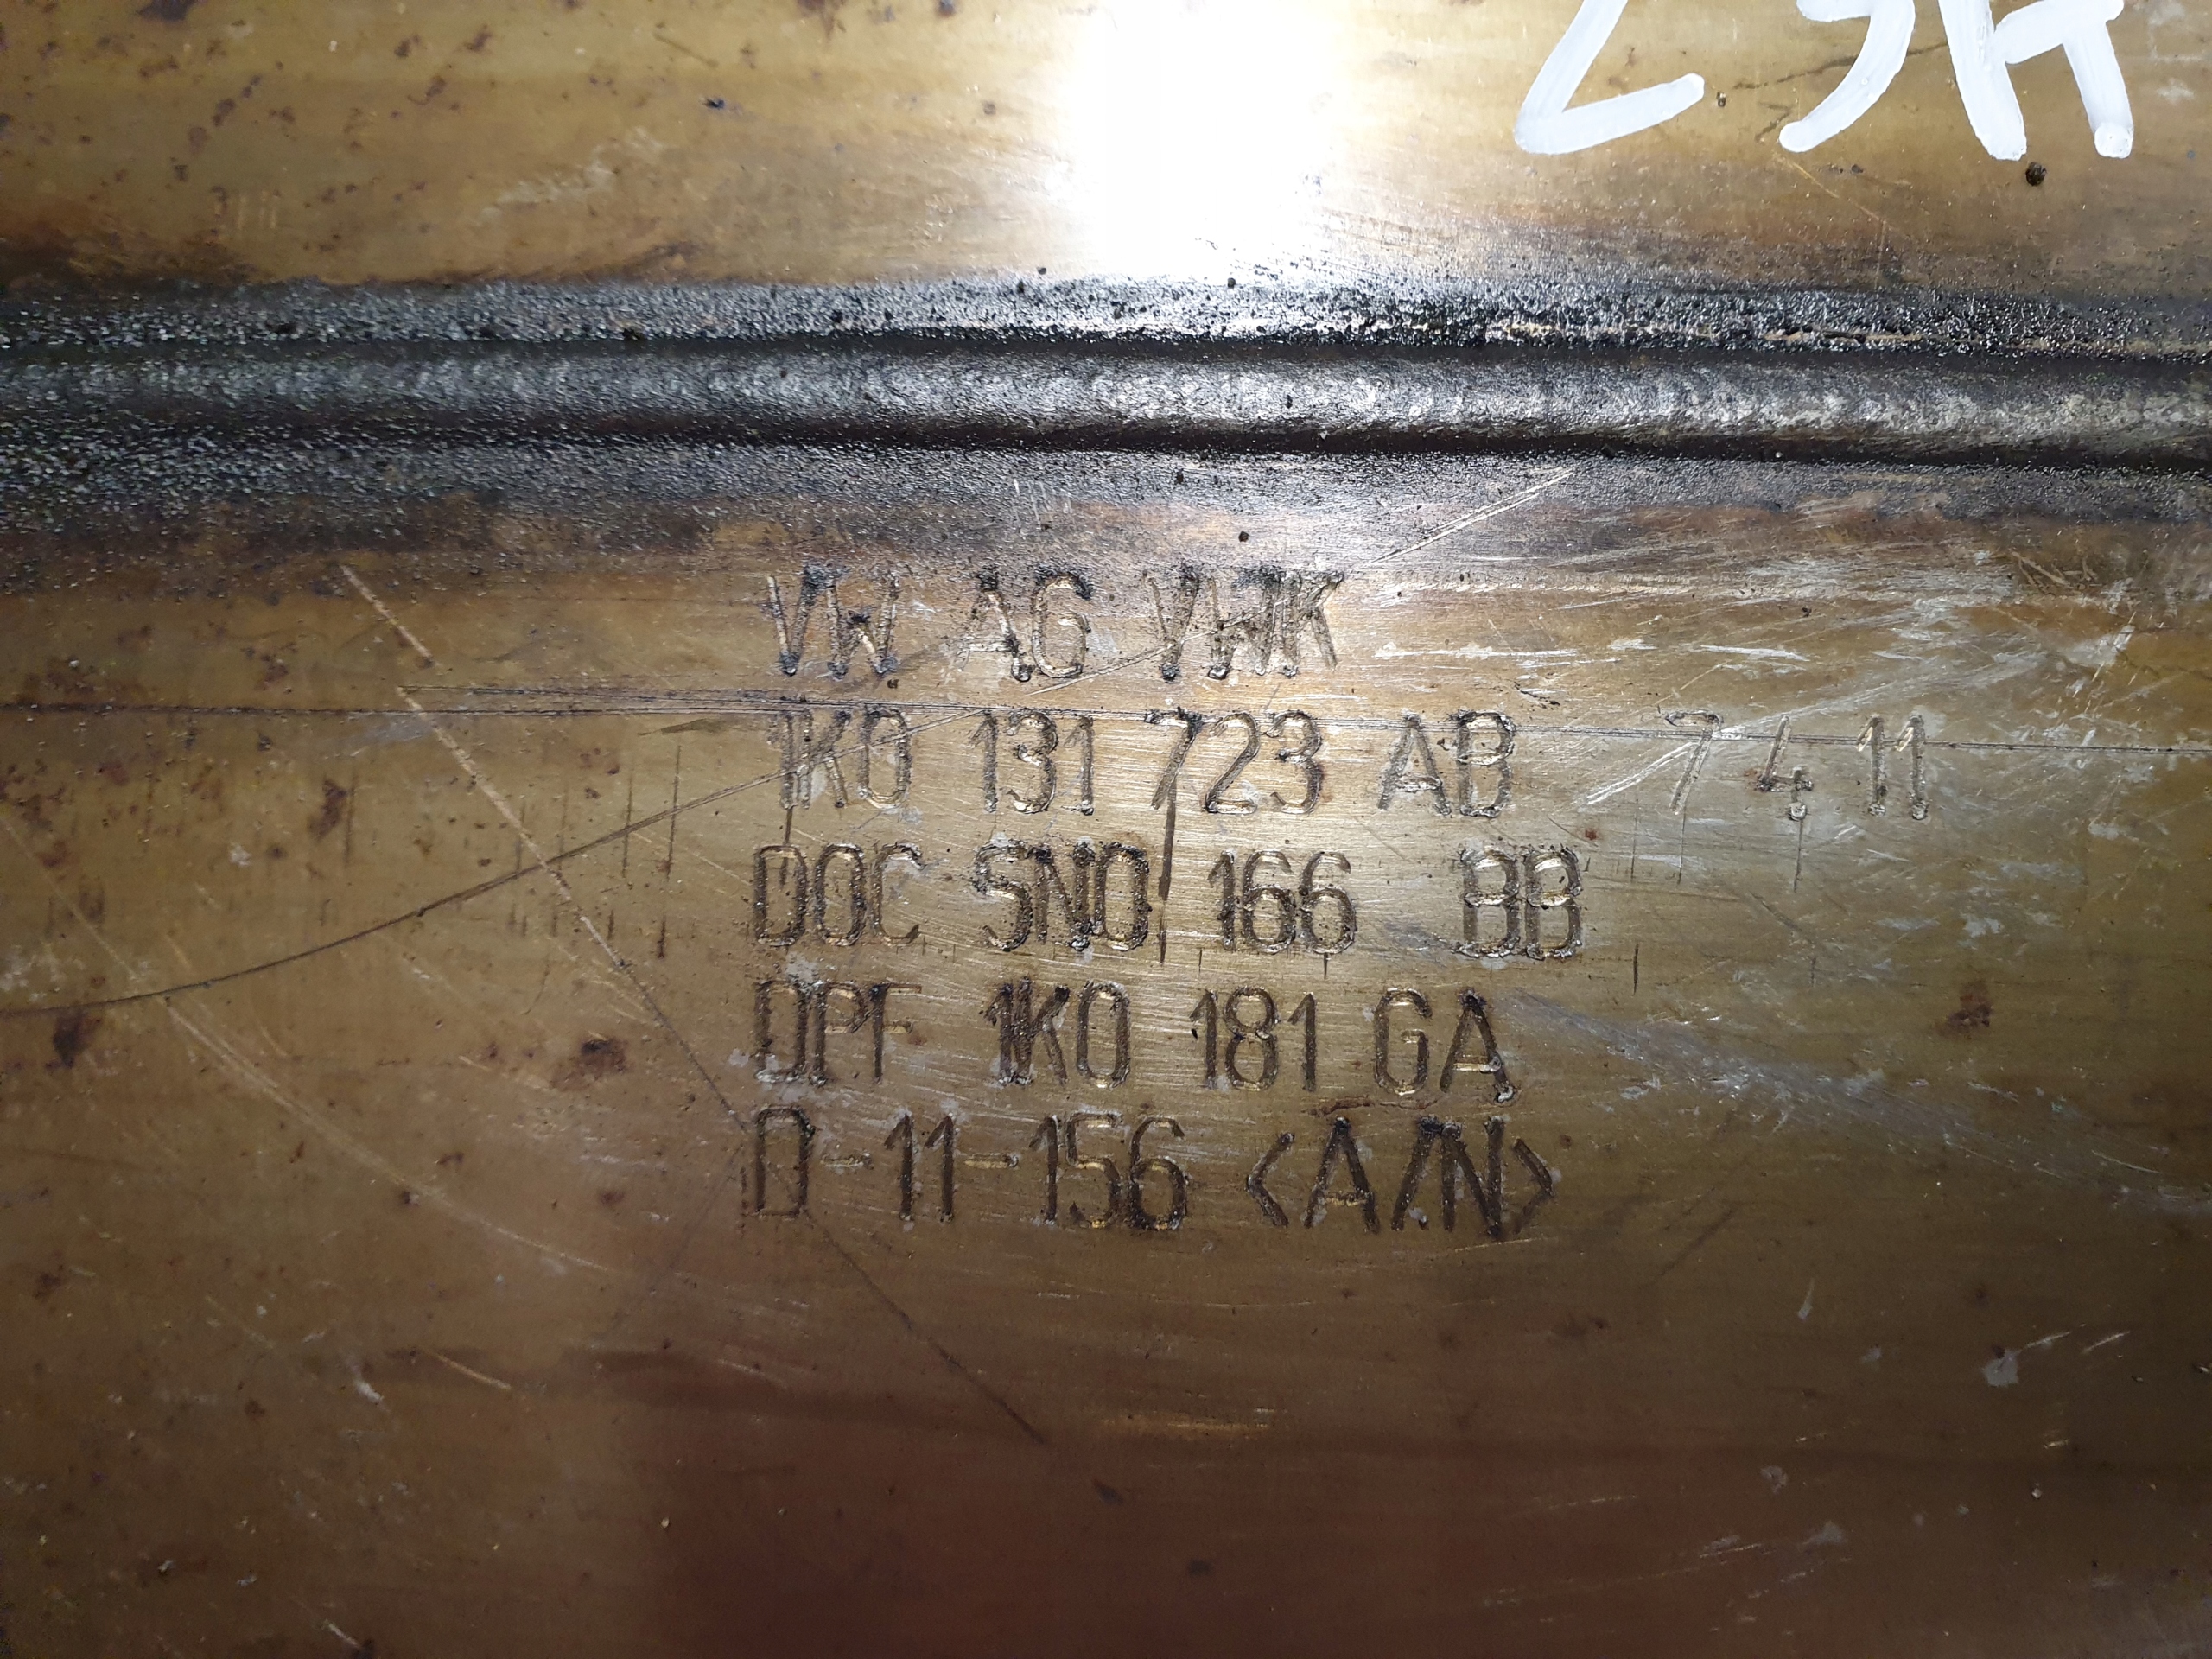 VW AG VWK
1K0 131 723 AB 7 4 11
DOC 5N0 166 BB
DPF 1K0 181 GA
D-11-156 <A/N>